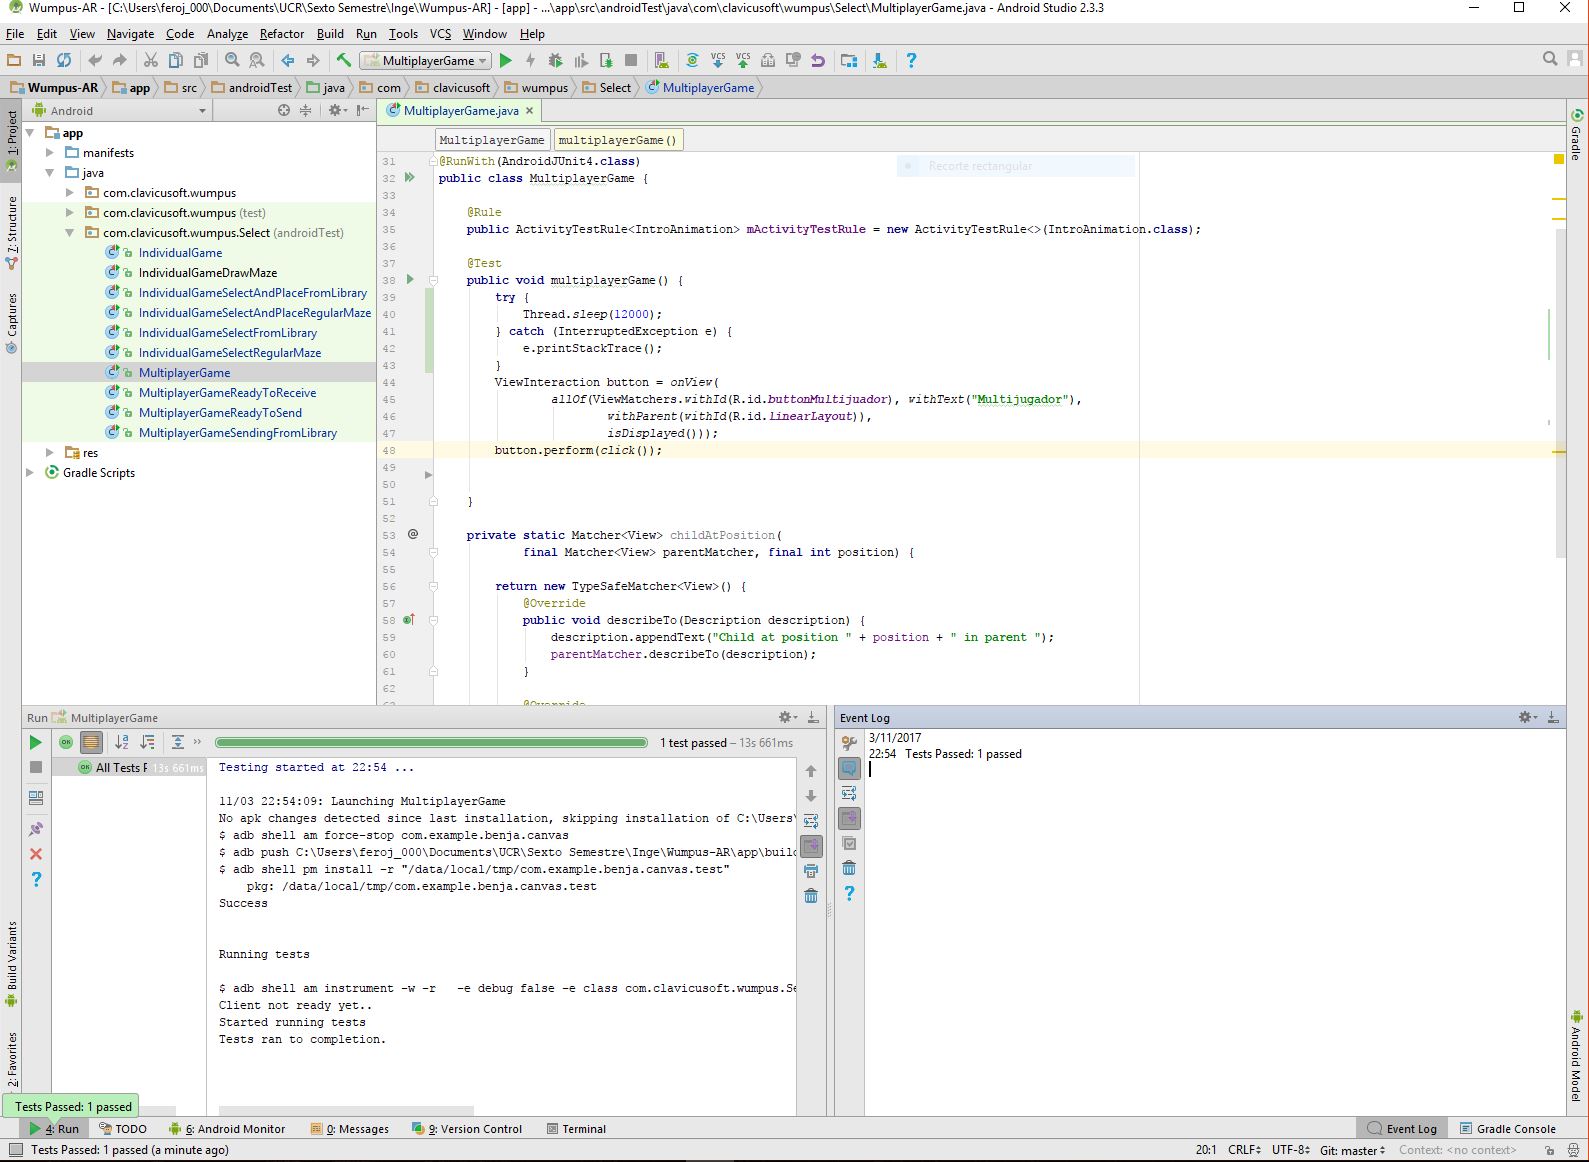 Wumpus-AR - [C:\Users\feroj_000\Documents\UCR\Sexto Semestre\Inge\Wumpus-AR] - [app] - ...\app\src\androidTest\java\com\clavicusoft\wumpus\Select\MultiplayerGame.java - Android Studio 2.3.3
File Edit View Navigate Code Analyze Refactor Build Run Tools VCS Window Help
MultiplayerGame
VCS VCS
Wumpus-AR app src androidTest java com clavicusoft wumpus Select MultiplayerGame
1: Project
7: Structure
Captures
Build Variants
2: Favorites
Android
app
manifests
java
com.clavicusoft.wumpus
com.clavicusoft.wumpus (test)
com.clavicusoft.wumpus.Select (androidTest)
IndividualGame
IndividualGameDrawMaze
IndividualGameSelectAndPlaceFromLibrary
IndividualGameSelectAndPlaceRegularMaze
IndividualGameSelectFromLibrary
IndividualGameSelectRegularMaze
MultiplayerGame
MultiplayerGameReadyToReceive
MultiplayerGameReadyToSend
MultiplayerGameSendingFromLibrary
res
Gradle Scripts
MultiplayerGame.java
MultiplayerGame multiplayerGame()
Recorte rectangular
31 @RunWith(AndroidJUnit4.class)
32 public class MultiplayerGame {
33
34 @Rule
35 public ActivityTestRule<IntroAnimation> mActivityTestRule = new ActivityTestRule<>(IntroAnimation.class);
36
37 @Test
38 public void multiplayerGame() {
39 try {
40 Thread.sleep(12000);
41 } catch (InterruptedException e) {
42 e.printStackTrace();
43 }
44 ViewInteraction button = onView(
45 allOf(ViewMatchers.withId(R.id.buttonMultijuador), withText("Multijugador"),
46 withParent(withId(R.id.linearLayout)),
47 isDisplayed()));
48 button.perform(click());
49
50
51 }
52
53 private static Matcher<View> childAtPosition(
54 final Matcher<View> parentMatcher, final int position) {
55
56 return new TypeSafeMatcher<View>() {
57 @Override
58 public void describeTo(Description description) {
59 description.appendText("Child at position " + position + " in parent ");
60 parentMatcher.describeTo(description);
61 }
62
@Override
Gradle
Android Model
Run MultiplayerGame
1 test passed – 13s 661ms
All Tests P 13s 661ms
Testing started at 22:54 ...
11/03 22:54:09: Launching MultiplayerGame
No apk changes detected since last installation, skipping installation of C:\Users\
$ adb shell am force-stop com.example.benja.canvas
$ adb push C:\Users\feroj_000\Documents\UCR\Sexto Semestre\Inge\Wumpus-AR\app\build
$ adb shell pm install -r "/data/local/tmp/com.example.benja.canvas.test"
pkg: /data/local/tmp/com.example.benja.canvas.test
Success
Running tests
$ adb shell am instrument -w -r -e debug false -e class com.clavicusoft.wumpus.Se
Client not ready yet..
Started running tests
Tests ran to completion.
Event Log
3/11/2017
22:54 Tests Passed: 1 passed
Tests Passed: 1 passed
4: Run TODO 6: Android Monitor 0: Messages 9: Version Control Terminal Event Log Gradle Console
Tests Passed: 1 passed (a minute ago) 20:1 CRLF UTF-8 Git: master Context: <no context>